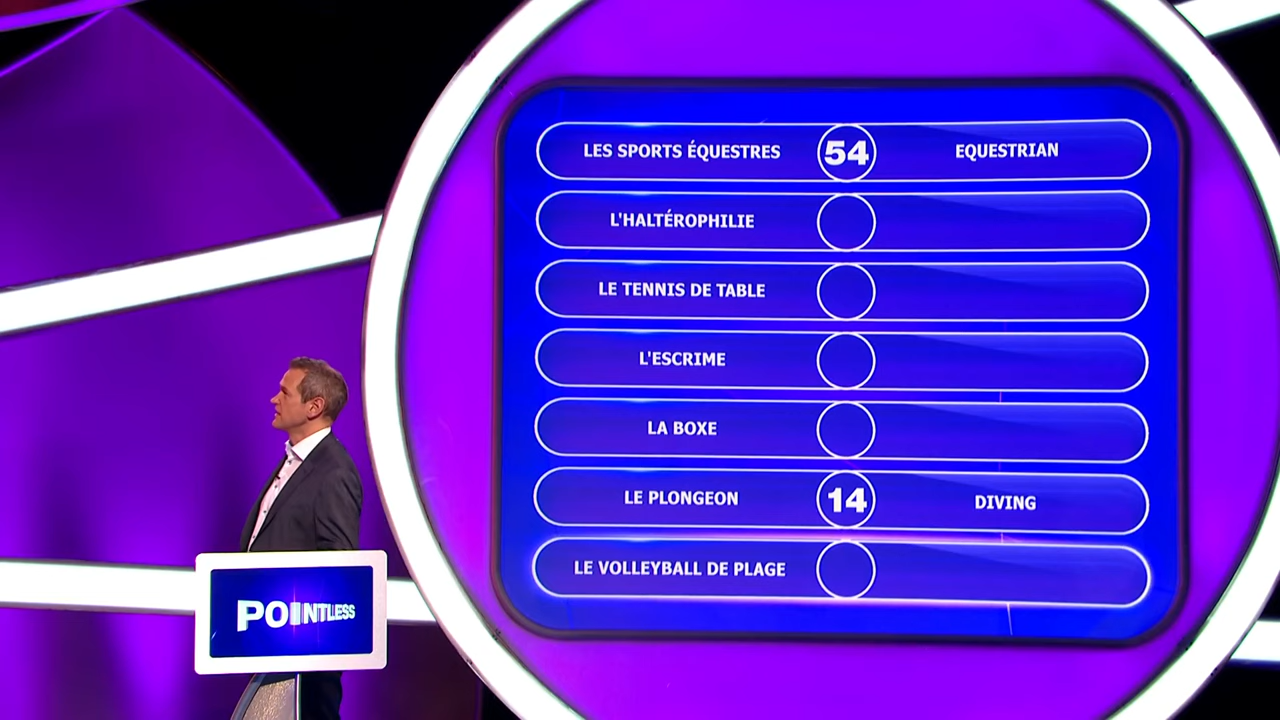 LES SPORTS ÉQUESTRES 54 EQUESTRIAN
L'HALTÉROPHILIE
LE TENNIS DE TABLE
L'ESCRIME
LA BOXE
LE PLONGEON 14 DIVING
LE VOLLEYBALL DE PLAGE
POINTLESS